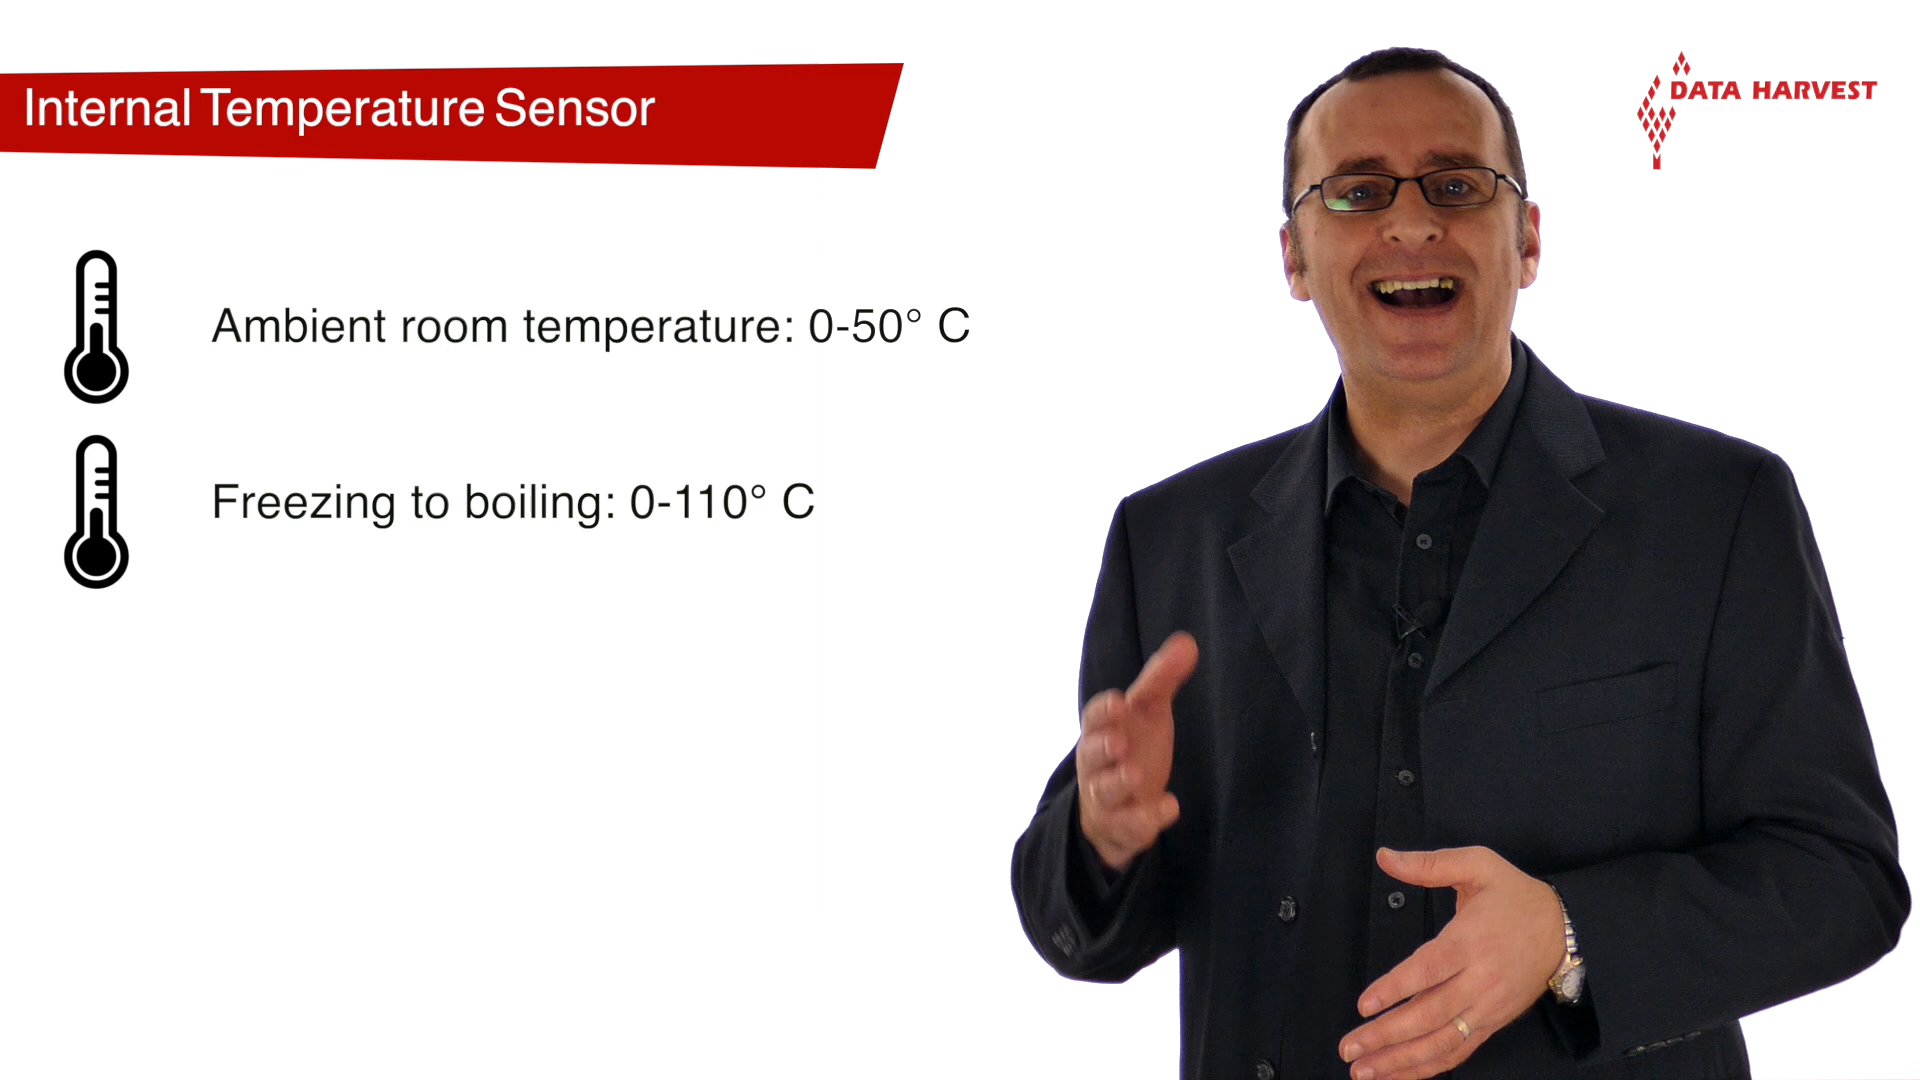 Internal Temperature Sensor
DATA HARVEST
Ambient room temperature: 0-50° C
Freezing to boiling: 0-110° C